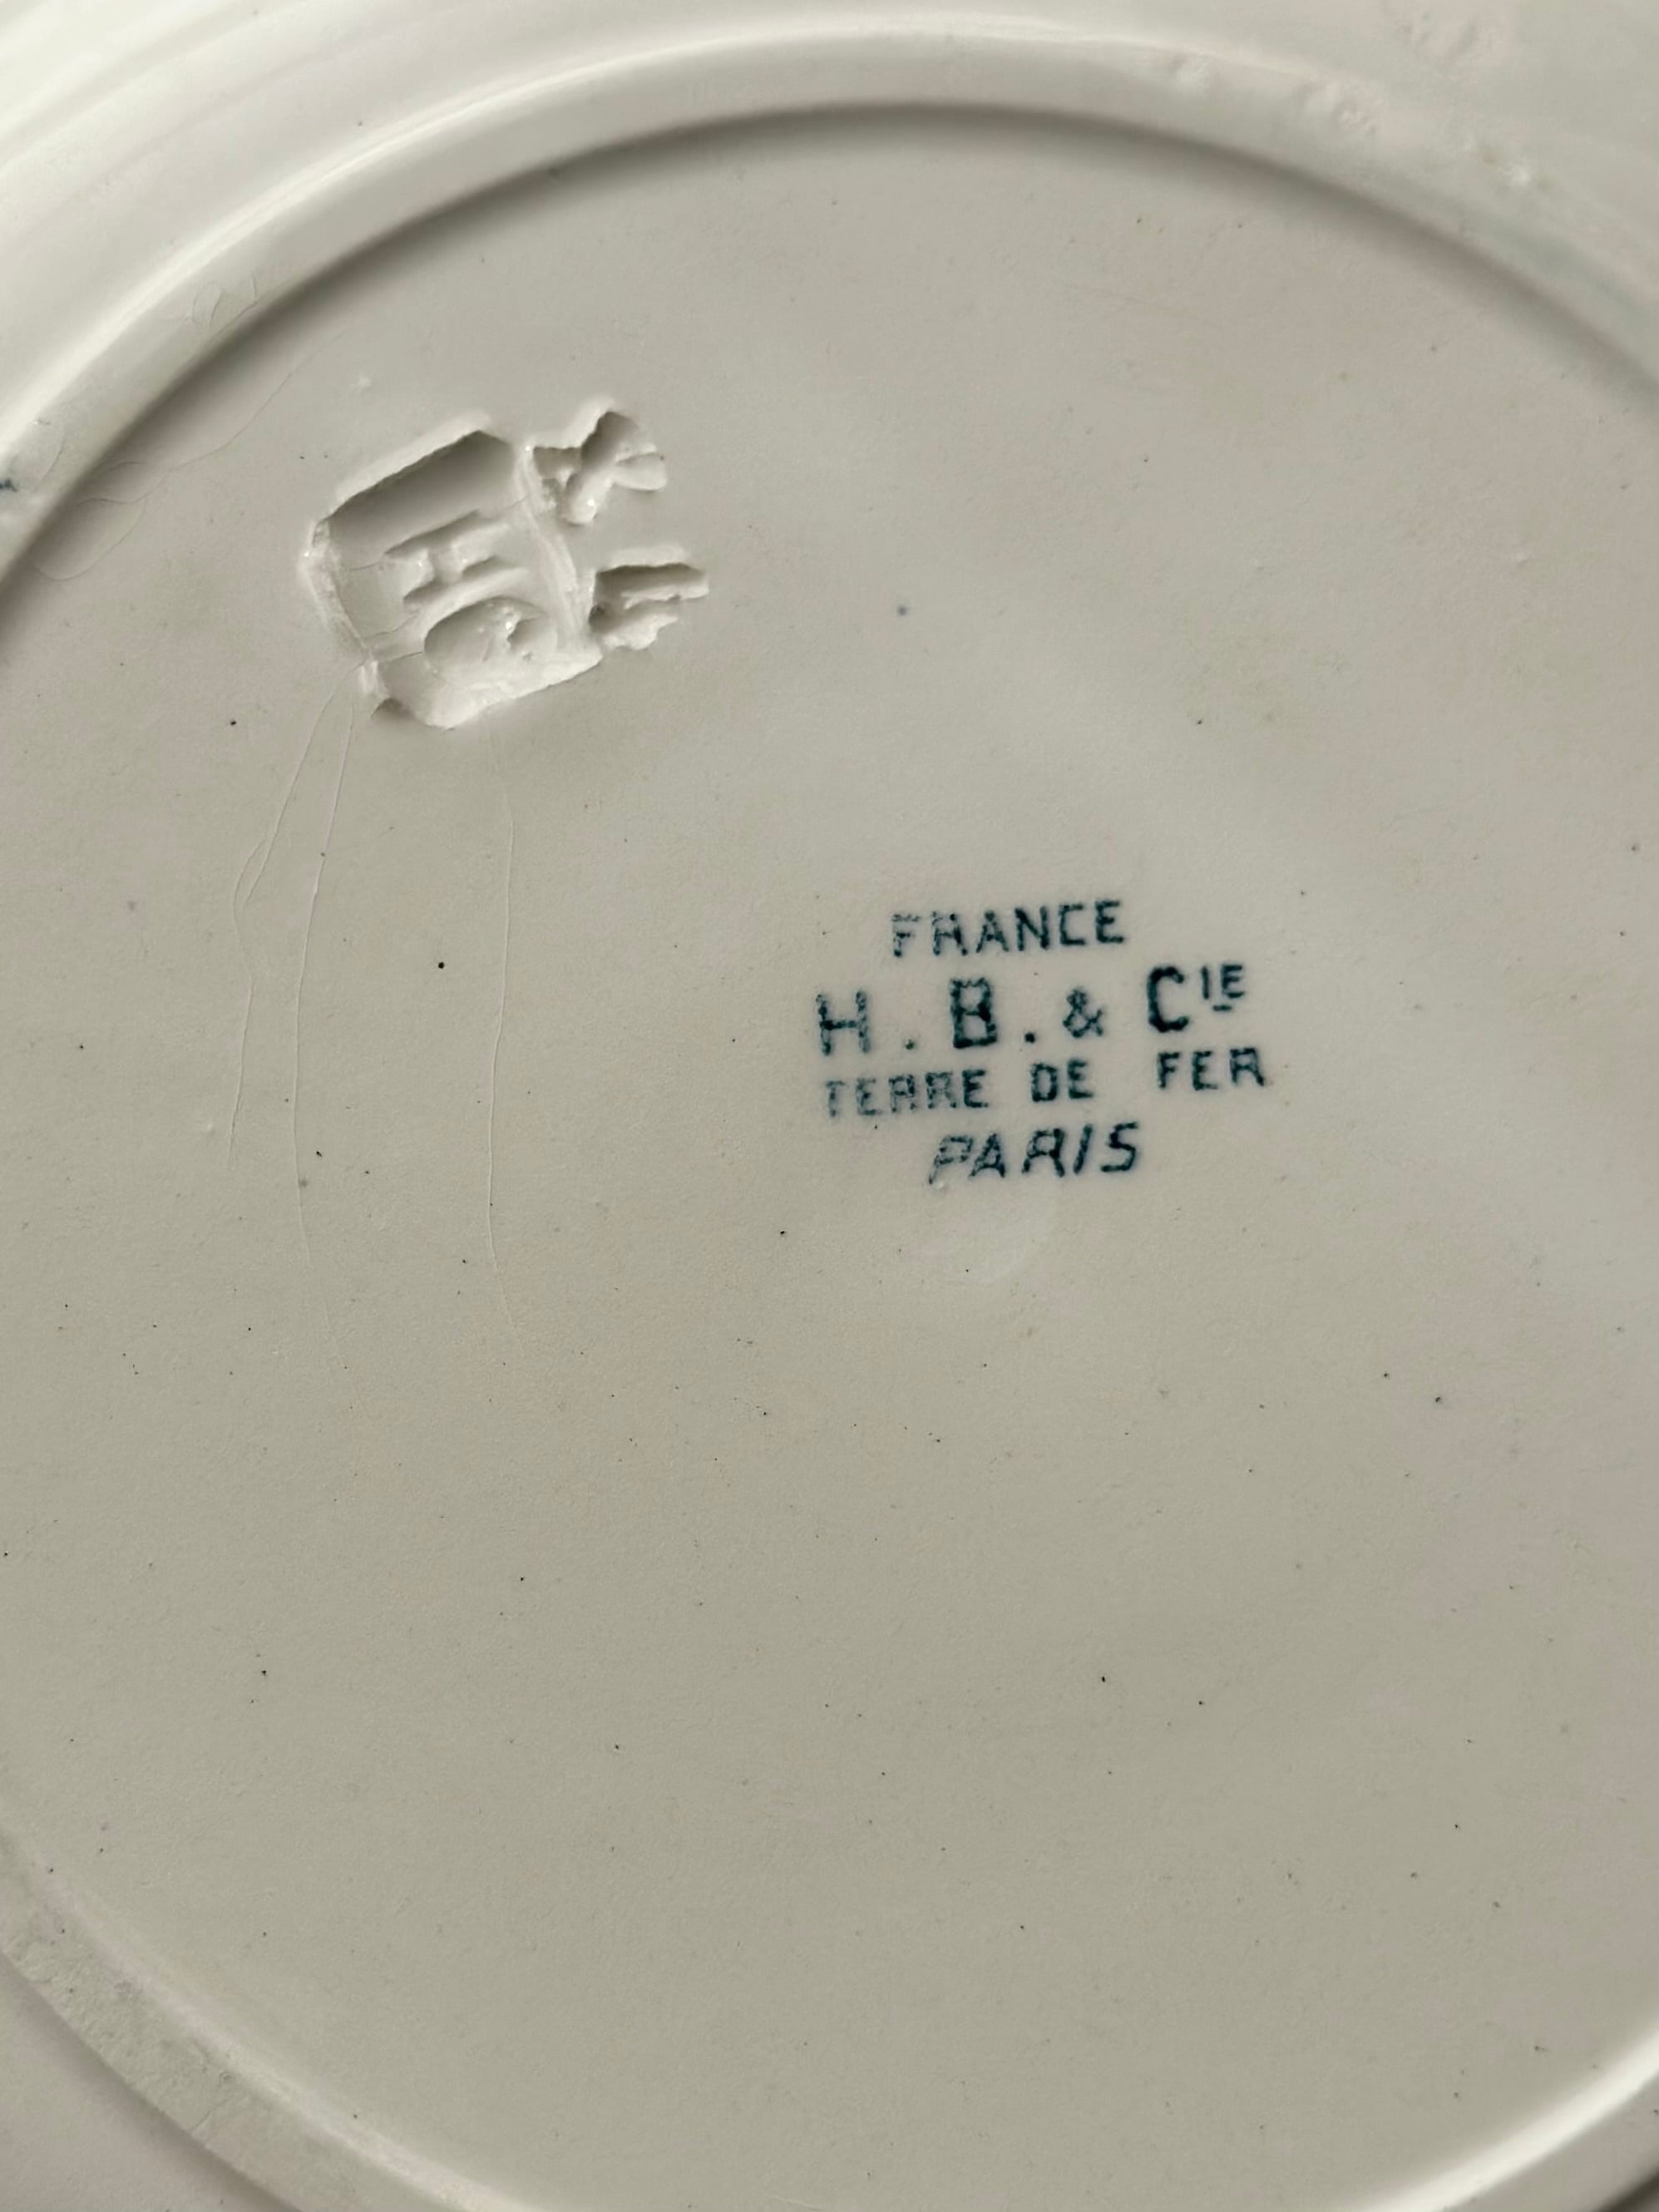 FRANCE
H. B. & CIE
TERRE DE FER
PARIS